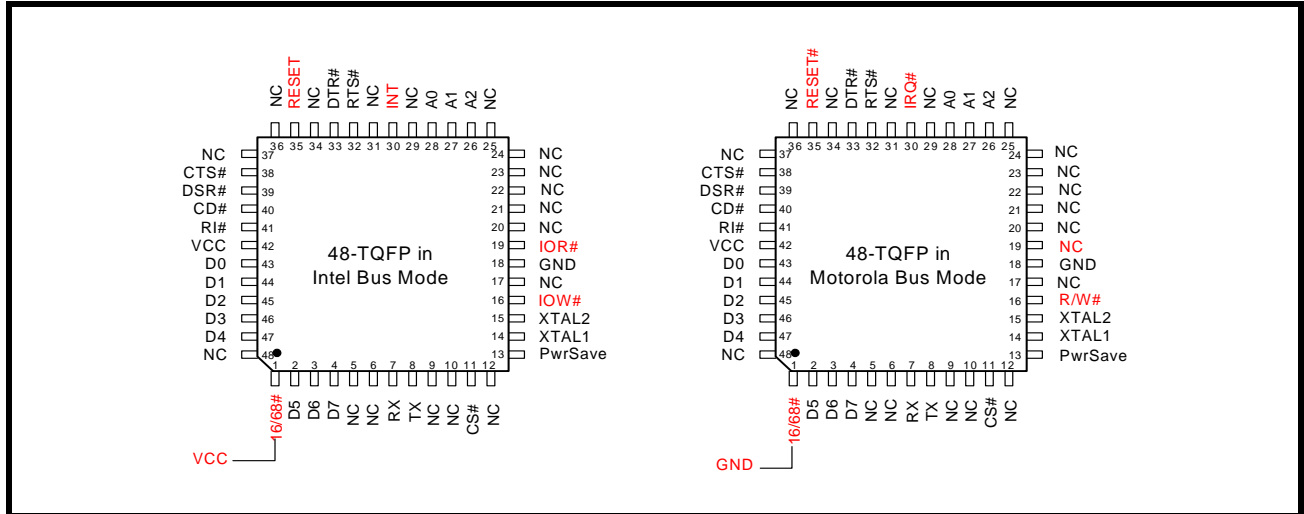 NC RESET NC DTR# RTS# NC INT NC A0 A1 A2 NC
36 35 34 33 32 31 30 29 28 27 26 25
NC 37 24 NC
CTS# 38 23 NC
DSR# 39 22 NC
CD# 40 21 NC
RI# 41 20 NC
VCC 42 19 IOR#
D0 43 18 GND
D1 44 17 NC
D2 45 16 IOW#
D3 46 15 XTAL2
D4 47 14 XTAL1
NC 48 13 PwrSave
48-TQFP in
Intel Bus Mode
1 2 3 4 5 6 7 8 9 10 11 12
16/68# D5 D6 D7 NC NC RX TX NC NC CS# NC
VCC
NC RESET# NC DTR# RTS# NC IRQ# NC A0 A1 A2 NC
36 35 34 33 32 31 30 29 28 27 26 25
NC 37 24 NC
CTS# 38 23 NC
DSR# 39 22 NC
CD# 40 21 NC
RI# 41 20 NC
VCC 42 19 NC
D0 43 18 GND
D1 44 17 NC
D2 45 16 R/W#
D3 46 15 XTAL2
D4 47 14 XTAL1
NC 48 13 PwrSave
48-TQFP in
Motorola Bus Mode
1 2 3 4 5 6 7 8 9 10 11 12
16/68# D5 D6 D7 NC NC RX TX NC NC CS# NC
GND